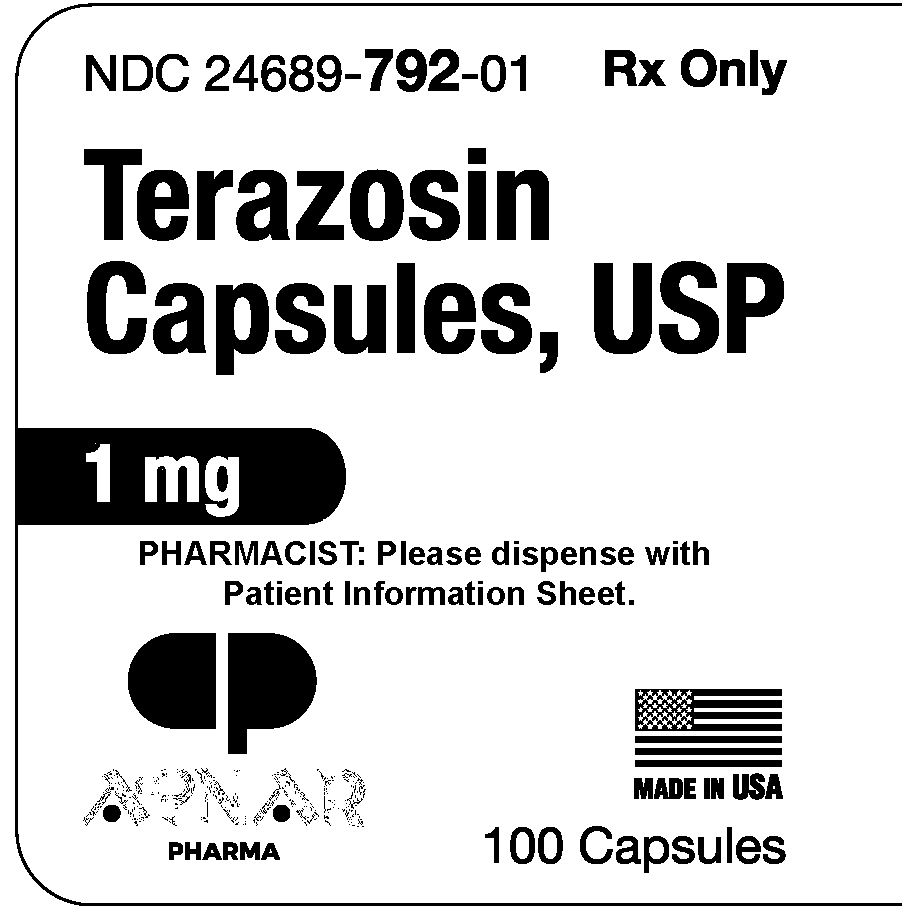 NDC 24689-792-01 Rx Only
Terazosin
Capsules, USP
1 mg
PHARMACIST: Please dispense with
Patient Information Sheet.
APNAR
PHARMA
MADE IN USA
100 Capsules